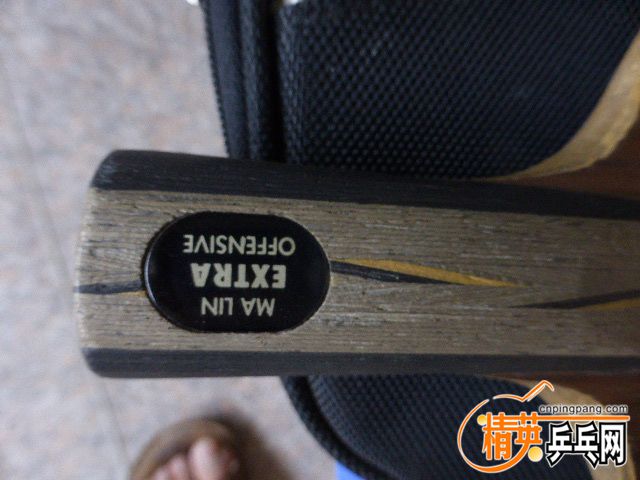 MA LIN
EXTRA
OFFENSIVE
cnpingpang.com
精英乒乓网